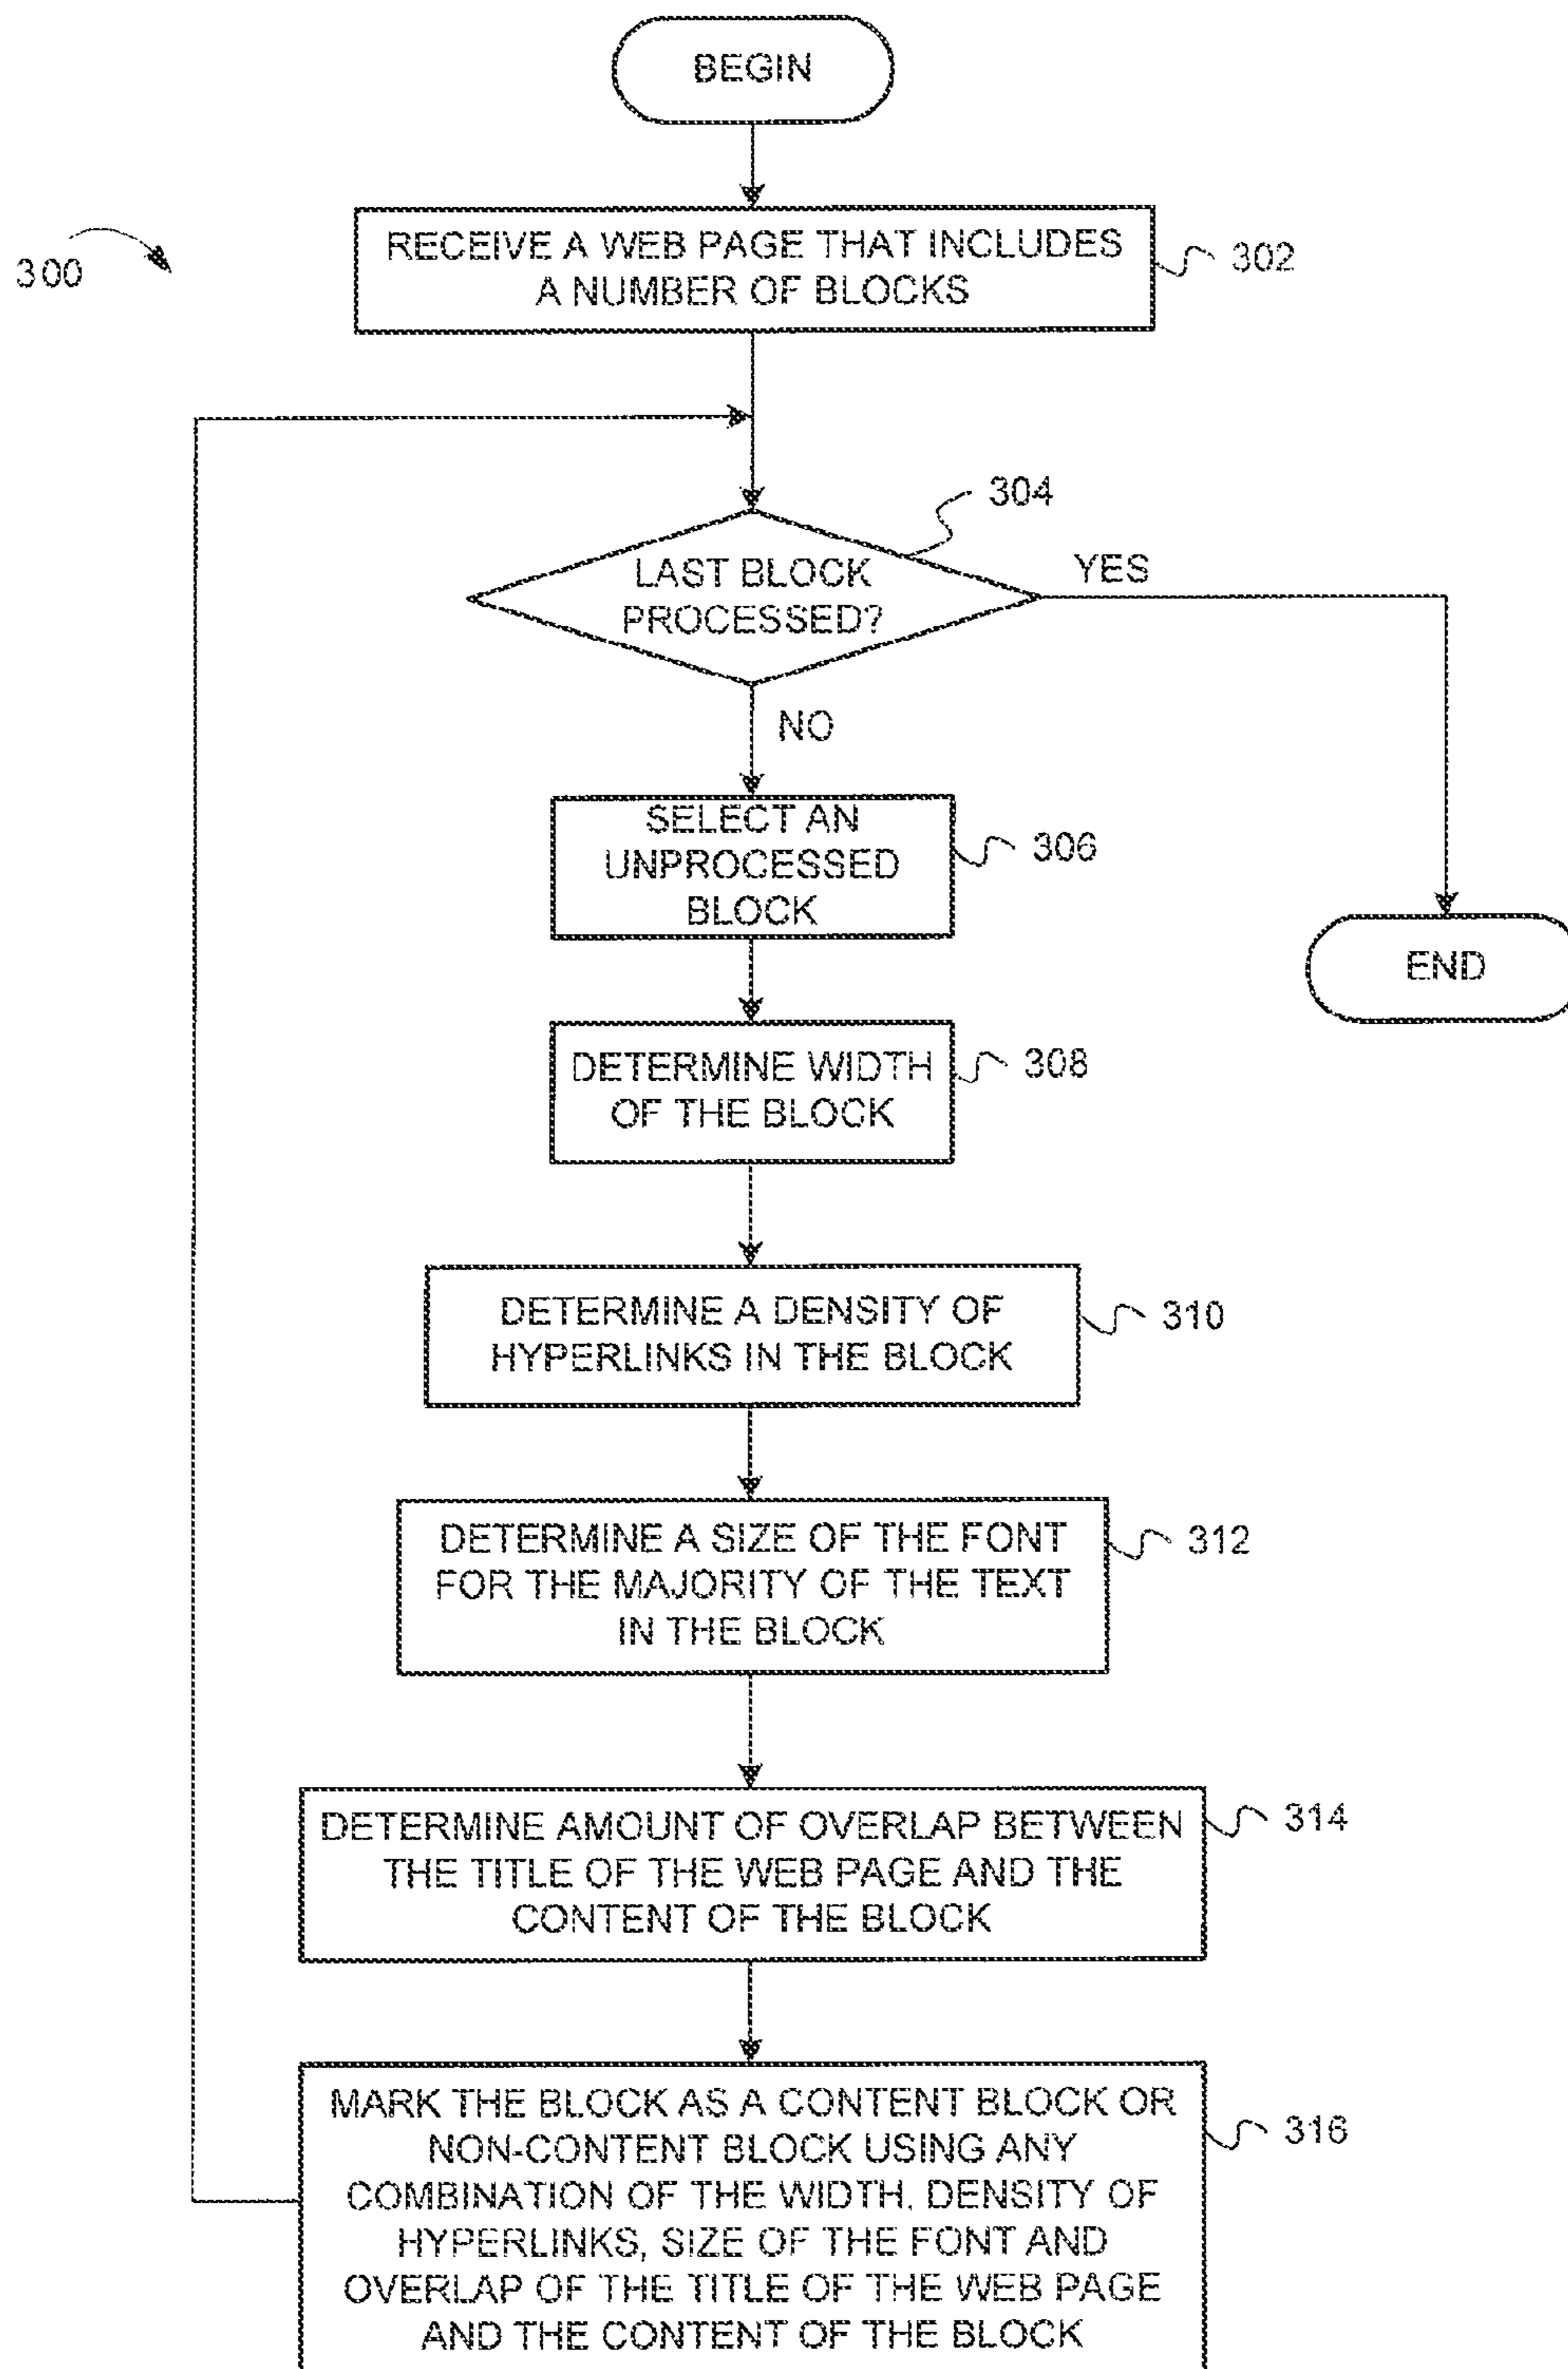 BEGIN
RECEIVE A WEB PAGE THAT INCLUDES
A NUMBER OF BLOCKS
302
300
304
LAST BLOCK
PROCESSED?
YES
NO
SELECT AN
UNPROCESSED
BLOCK
306
END
DETERMINE WIDTH
OF THE BLOCK
308
DETERMINE A DENSITY OF
HYPERLINKS IN THE BLOCK
310
DETERMINE A SIZE OF THE FONT
FOR THE MAJORITY OF THE TEXT
IN THE BLOCK
312
DETERMINE AMOUNT OF OVERLAP BETWEEN
THE TITLE OF THE WEB PAGE AND THE
CONTENT OF THE BLOCK
314
MARK THE BLOCK AS A CONTENT BLOCK OR
NON-CONTENT BLOCK USING ANY
COMBINATION OF THE WIDTH, DENSITY OF
HYPERLINKS, SIZE OF THE FONT AND
OVERLAP OF THE TITLE OF THE WEB PAGE
AND THE CONTENT OF THE BLOCK
316